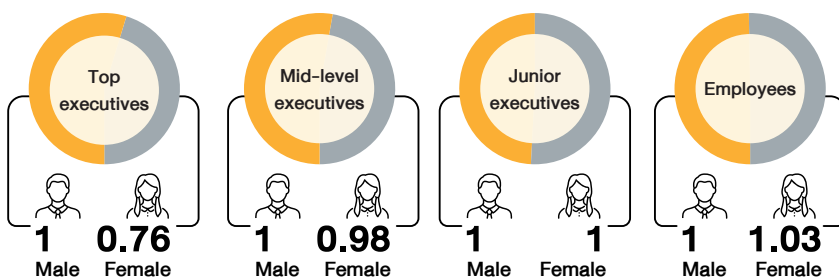 Top
executives
1 0.76
Male Female
Mid-level
executives
1 0.98
Male Female
Junior
executives
1 1
Male Female
Employees
1 1.03
Male Female